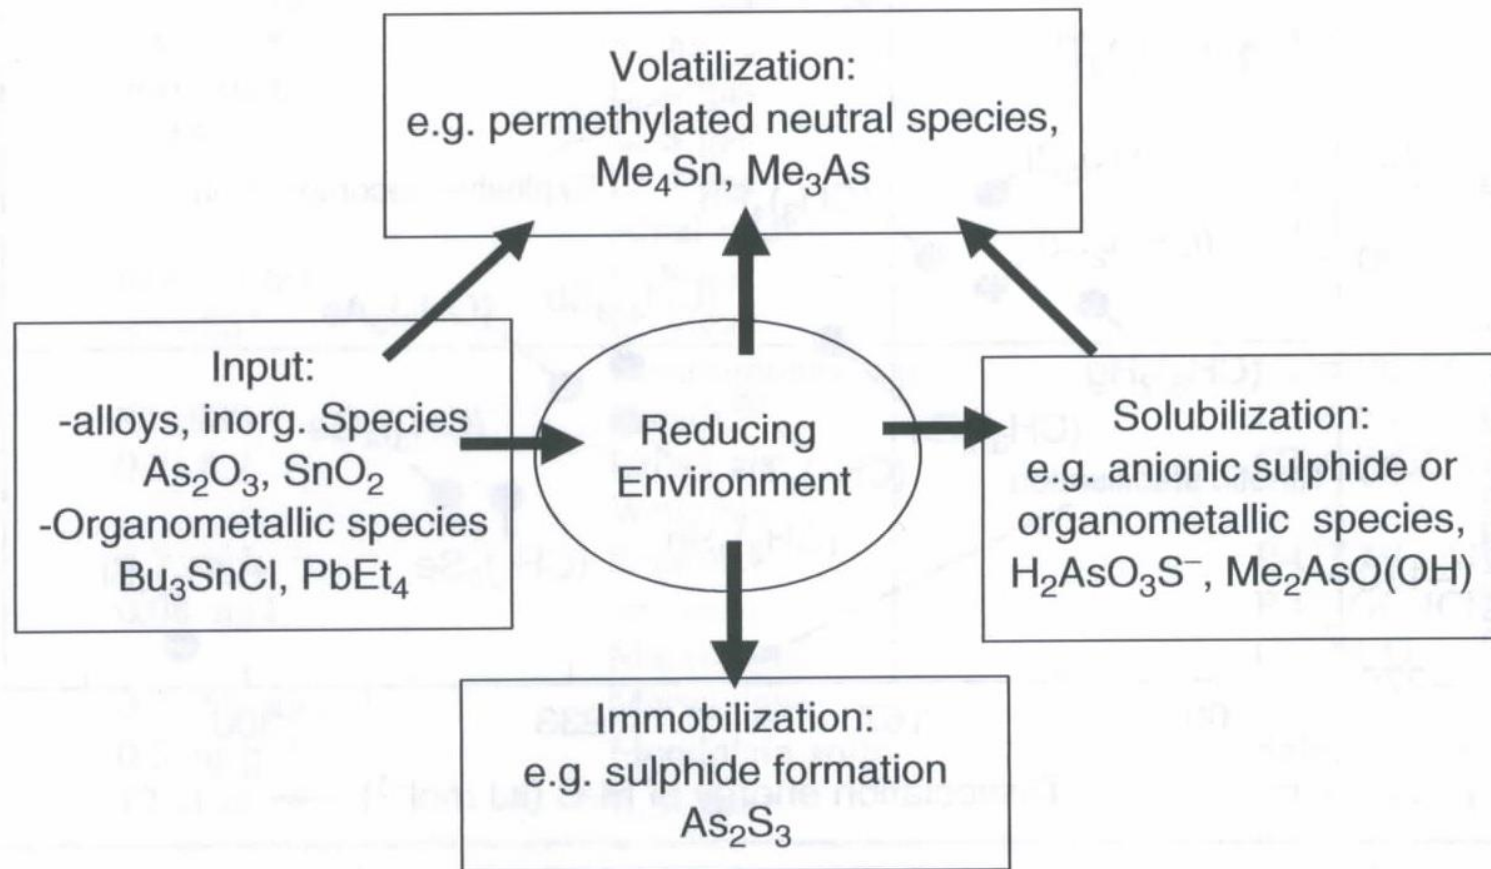 Volatilization:
e.g. permethylated neutral species,
Me₄Sn, Me₃As
Input:
-alloys, inorg. Species
As₂O₃, SnO₂
-Organometallic species
Bu₃SnCl, PbEt₄
Reducing
Environment
Solubilization:
e.g. anionic sulphide or
organometallic species,
H₂AsO₃S⁻, Me₂AsO(OH)
Immobilization:
e.g. sulphide formation
As₂S₃